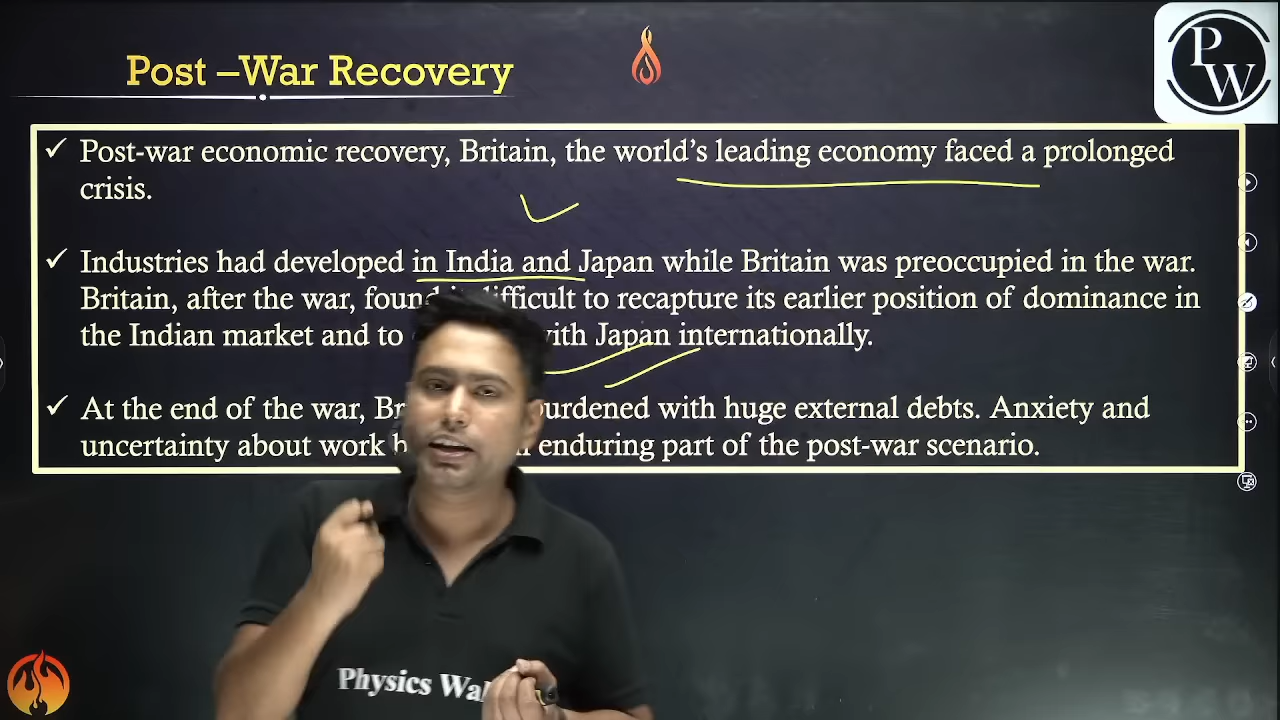 Post –War Recovery
P
W
✓ Post-war economic recovery, Britain, the world's leading economy faced a prolonged
crisis.
✓ Industries had developed in India and Japan while Britain was preoccupied in the war.
Britain, after the war, found difficult to recapture its earlier position of dominance in
the Indian market and to with Japan internationally.
✓ At the end of the war, burdened with huge external debts. Anxiety and
uncertainty about work enduring part of the post-war scenario.
Physics